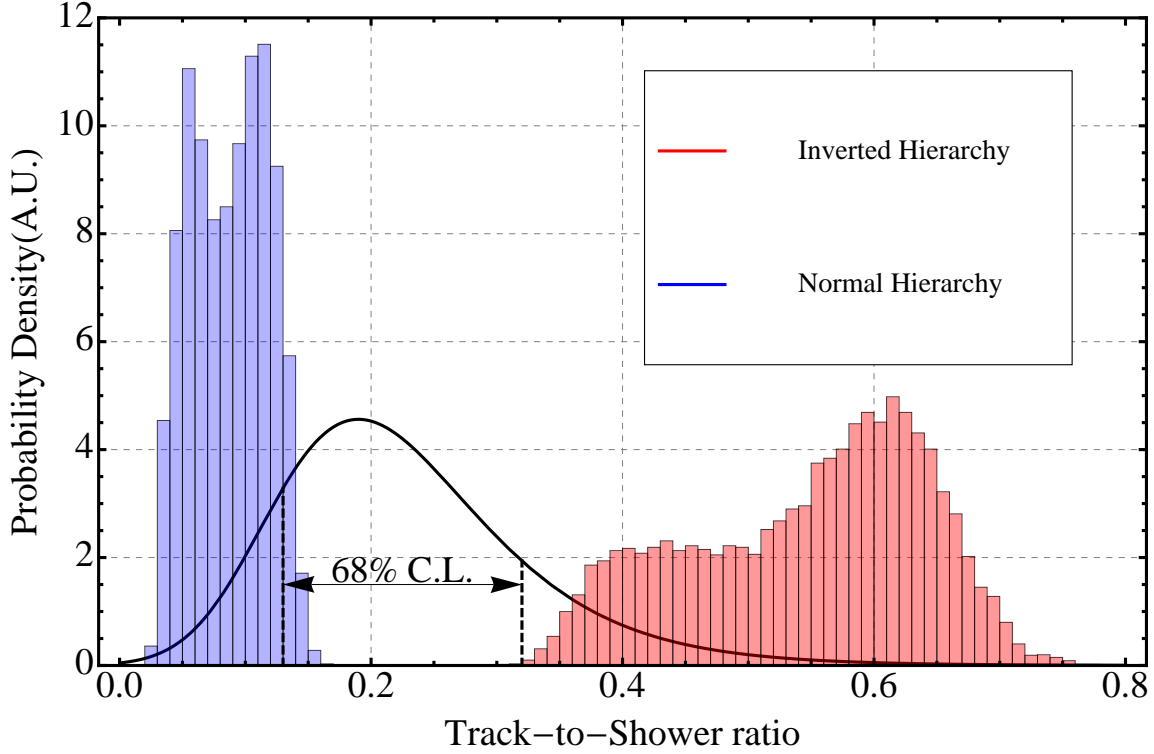 Probability Density(A.U.)
12
10
8
6
4
2
0
Inverted Hierarchy
Normal Hierarchy
68% C.L.
0.0 0.2 0.4 0.6 0.8
Track−to−Shower ratio